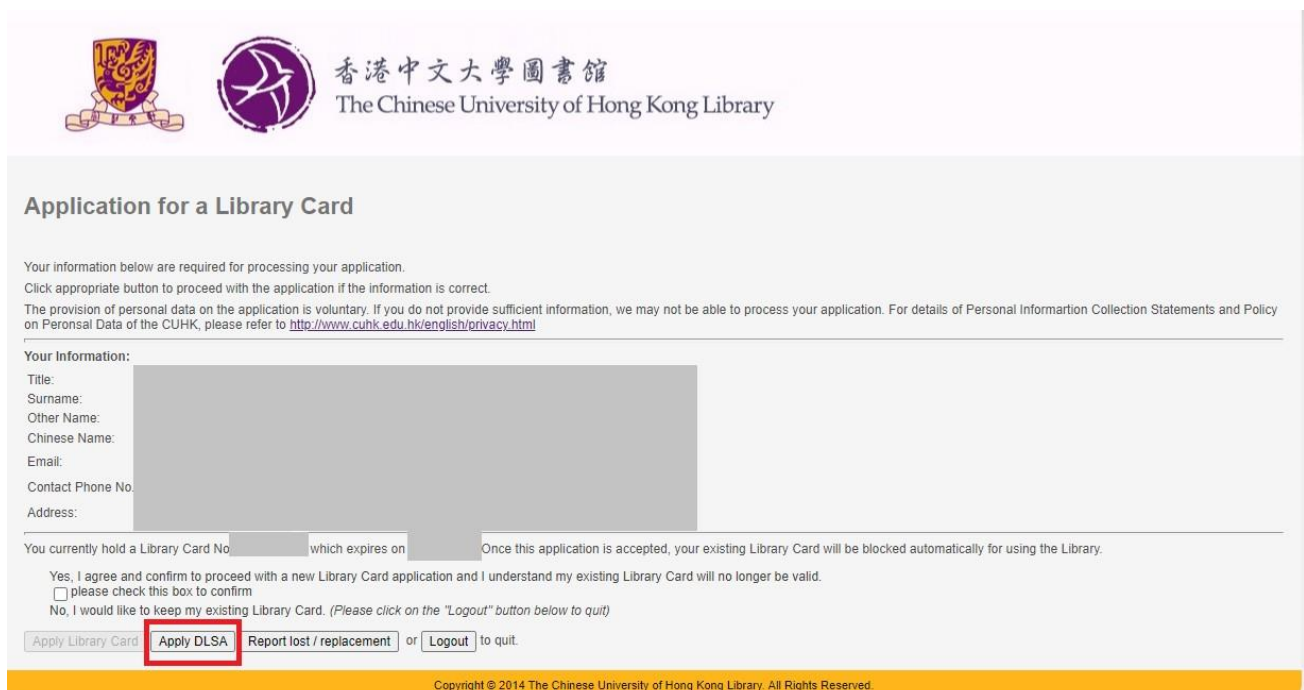 香港中文大學圖書館
The Chinese University of Hong Kong Library
Application for a Library Card
Your information below are required for processing your application.
Click appropriate button to proceed with the application if the information is correct.
The provision of personal data on the application is voluntary. If you do not provide sufficient information, we may not be able to process your application. For details of Personal Informartion Collection Statements and Policy
on Peronsal Data of the CUHK, please refer to http://www.cuhk.edu.hk/english/privacy.html
Your Information:
Title:
Surname:
Other Name:
Chinese Name:
Email:
Contact Phone No.
Address:
You currently hold a Library Card No which expires on Once this application is accepted, your existing Library Card will be blocked automatically for using the Library.
Yes, I agree and confirm to proceed with a new Library Card application and I understand my existing Library Card will no longer be valid.
please check this box to confirm
No, I would like to keep my existing Library Card. (Please click on the "Logout" button below to quit)
Apply Library Card Apply DLSA Report lost / replacement or Logout to quit.
Copyright © 2014 The Chinese University of Hong Kong Library. All Rights Reserved.